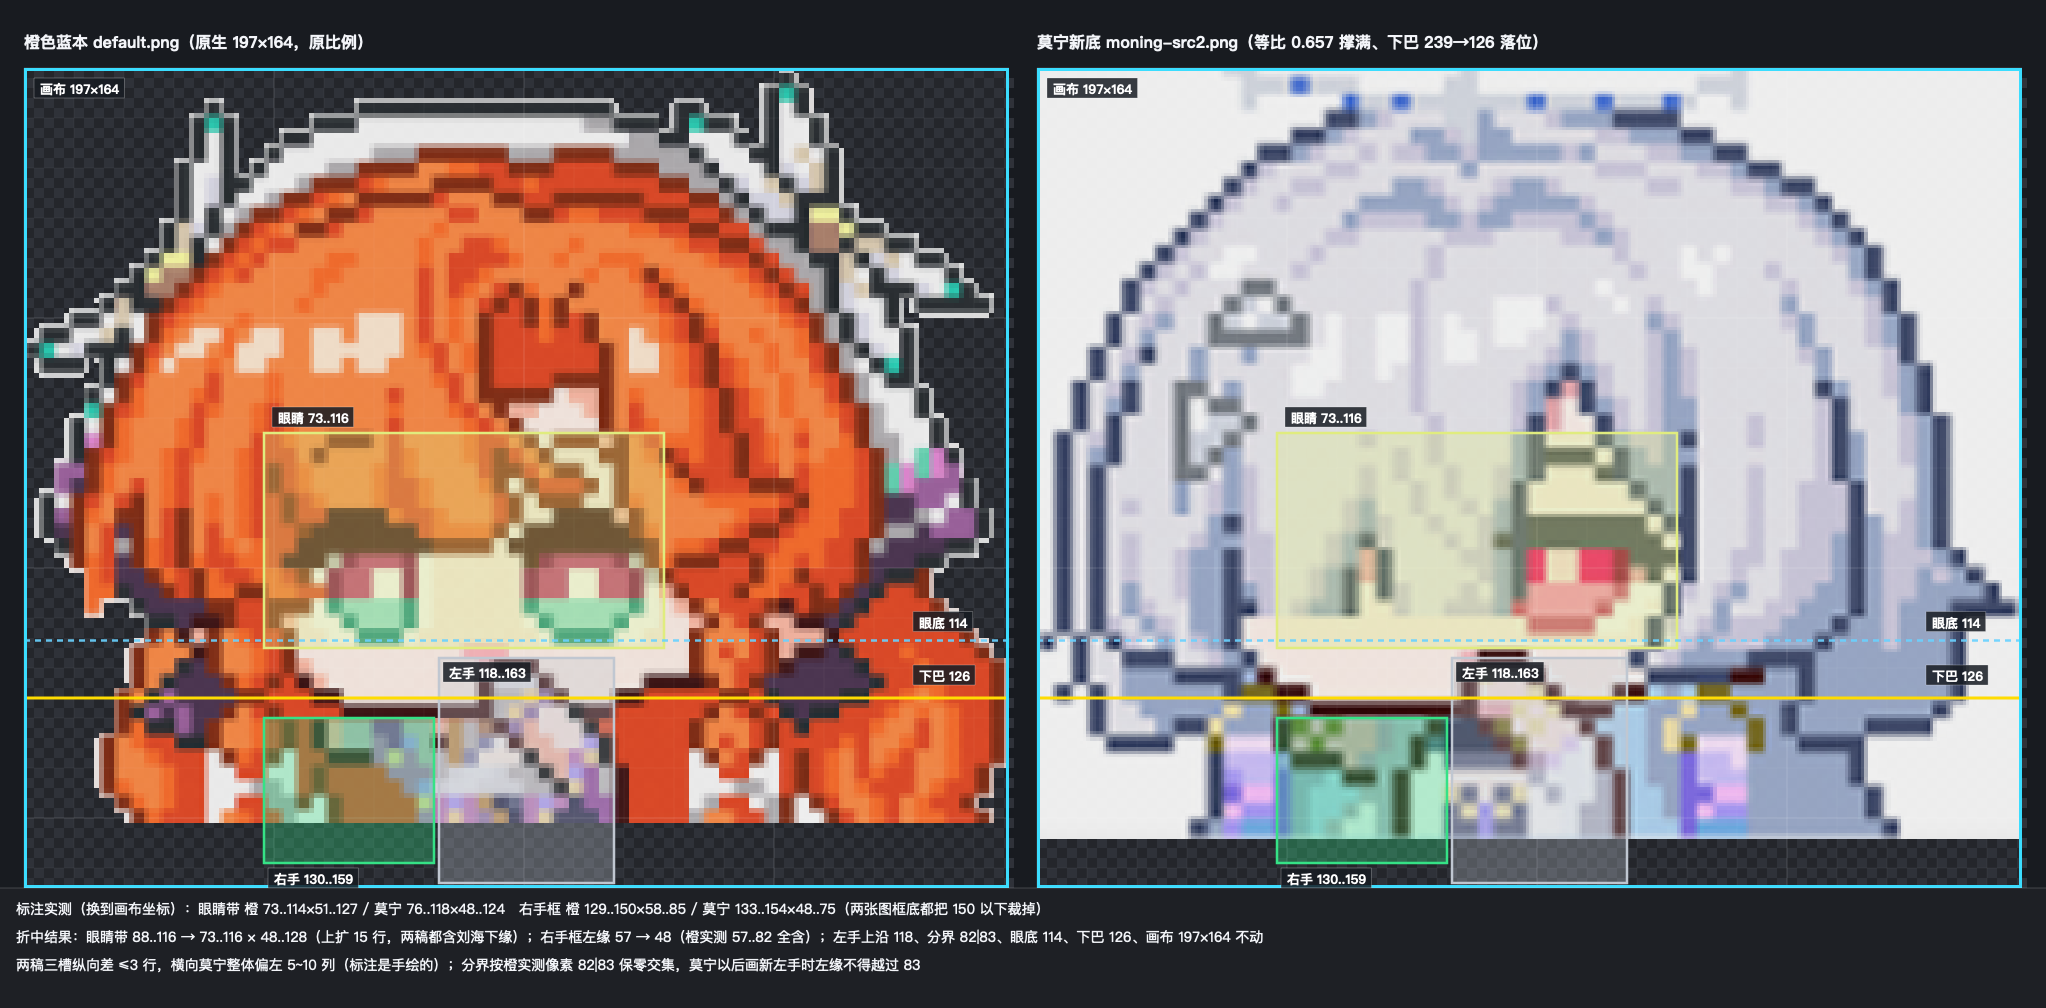 橙色蓝本 default.png（原生 197×164，原比例）
莫宁新底 moning-src2.png（等比 0.657 撑满、下巴 239→126 落位）
画布 197×164
画布 197×164
眼睛 73..116
眼睛 73..116
眼底 114
眼底 114
左手 118..163
下巴 126
左手 118..163
下巴 126
右手 130..159
右手 130..159
标注实测（换到画布坐标）：眼睛带 橙 73..114×51..127 / 莫宁 76..118×48..124　右手框 橙 129..150×58..85 / 莫宁 133..154×48..75（两张图框底都把 150 以下裁掉）
折中结果：眼睛带 88..116 → 73..116 × 48..128（上扩 15 行，两稿都含刘海下缘）；右手框左缘 57 → 48（橙实测 57..82 全含）；左手上沿 118、分界 82|83、眼底 114、下巴 126、画布 197×164 不动
两稿三槽纵向差 ≤3 行，横向莫宁整体偏左 5~10 列（标注是手绘的）；分界按橙实测像素 82|83 保零交集，莫宁以后画新左手时左缘不得越过 83